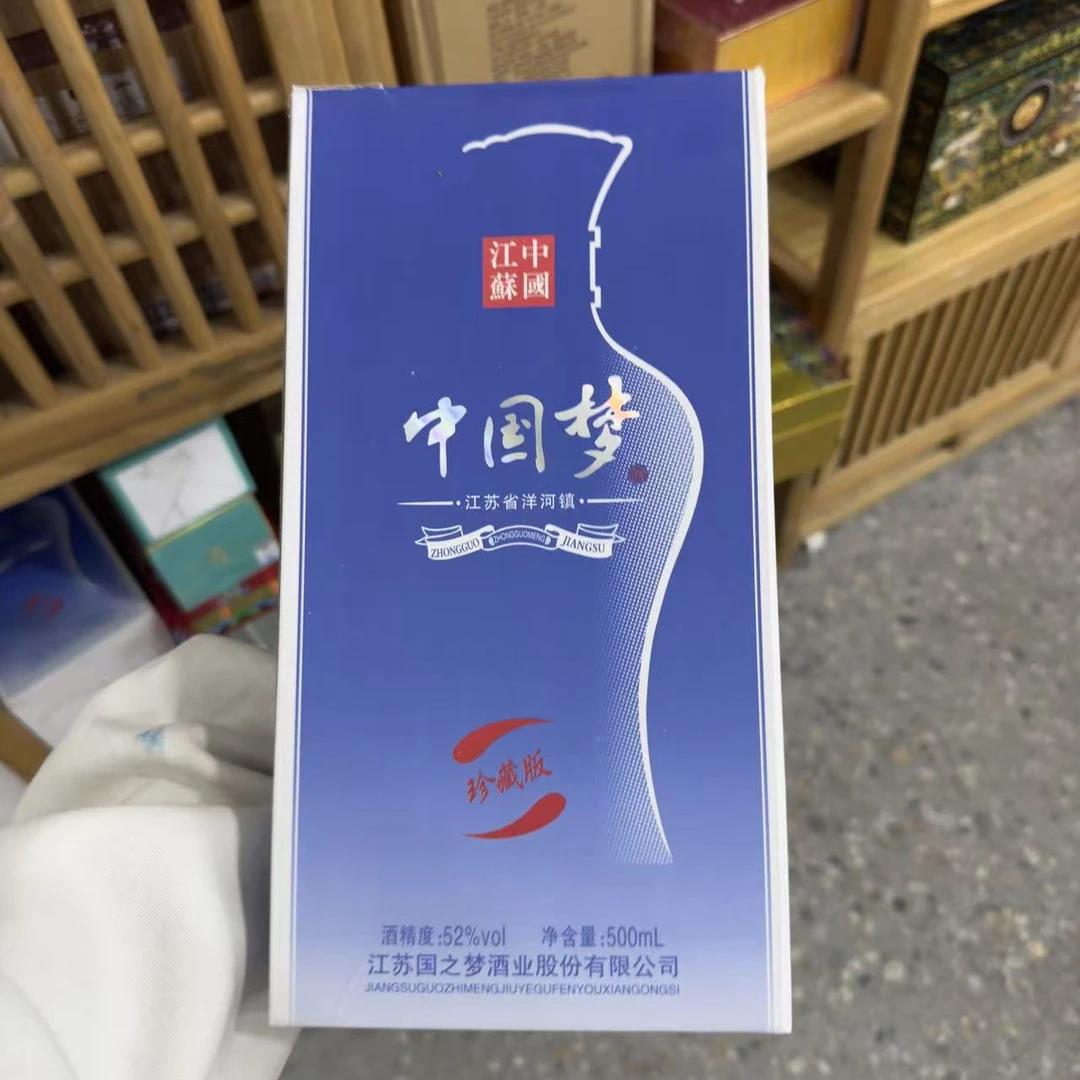 中國
江蘇
中国梦
·江苏省洋河镇·
ZHONGGUO ZHONGGUOMENG JIANGSU
珍藏版
酒精度:52%vol 净含量:500mL
江苏国之梦酒业股份有限公司
JIANGSUGUOZHIMENGJIUYEGUFENYOUXIANGONGSI